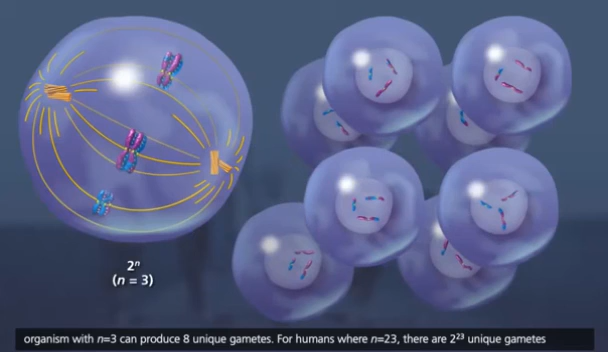 2ⁿ
(n = 3)
organism with n=3 can produce 8 unique gametes. For humans where n=23, there are 2²³ unique gametes